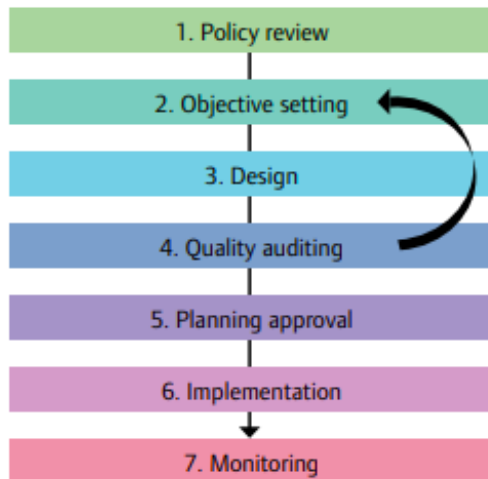 1. Policy review
2. Objective setting
3. Design
4. Quality auditing
5. Planning approval
6. Implementation
7. Monitoring